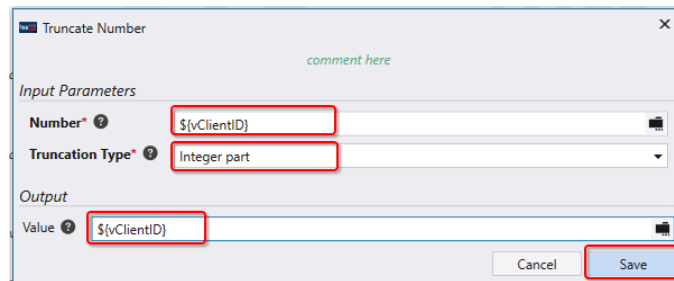 Truncate Number
comment here
Input Parameters
Number*
${vClientID}
Truncation Type*
Integer part
Output
Value
${vClientID}
Cancel
Save